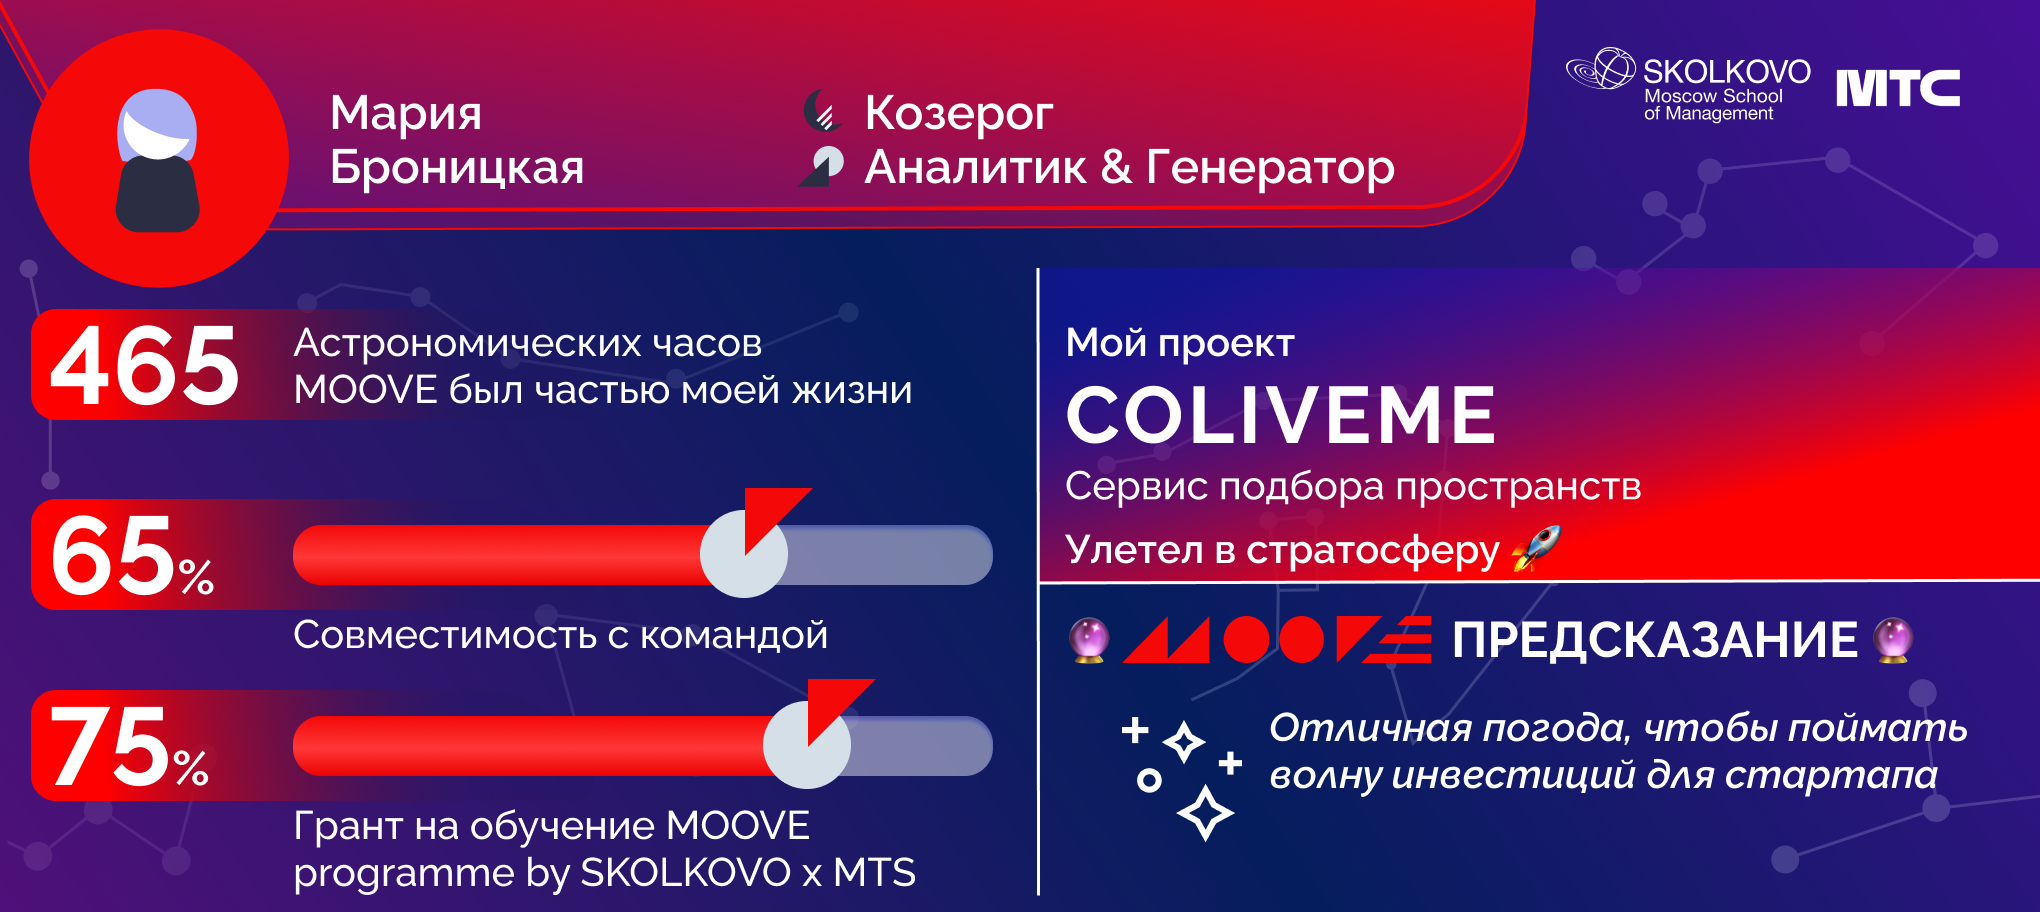 Мария
Броницкая
Козерог
Аналитик & Генератор
SKOLKOVO
Moscow School
of Management
МТС
465
Астрономических часов
MOOVE был частью моей жизни
65%
Совместимость с командой
75%
Грант на обучение MOOVE
programme by SKOLKOVO x MTS
Мой проект
COLIVEME
Сервис подбора пространств
Улетел в стратосферу 🚀
🔮 MOOVE ПРЕДСКАЗАНИЕ 🔮
Отличная погода, чтобы поймать
волну инвестиций для стартапа